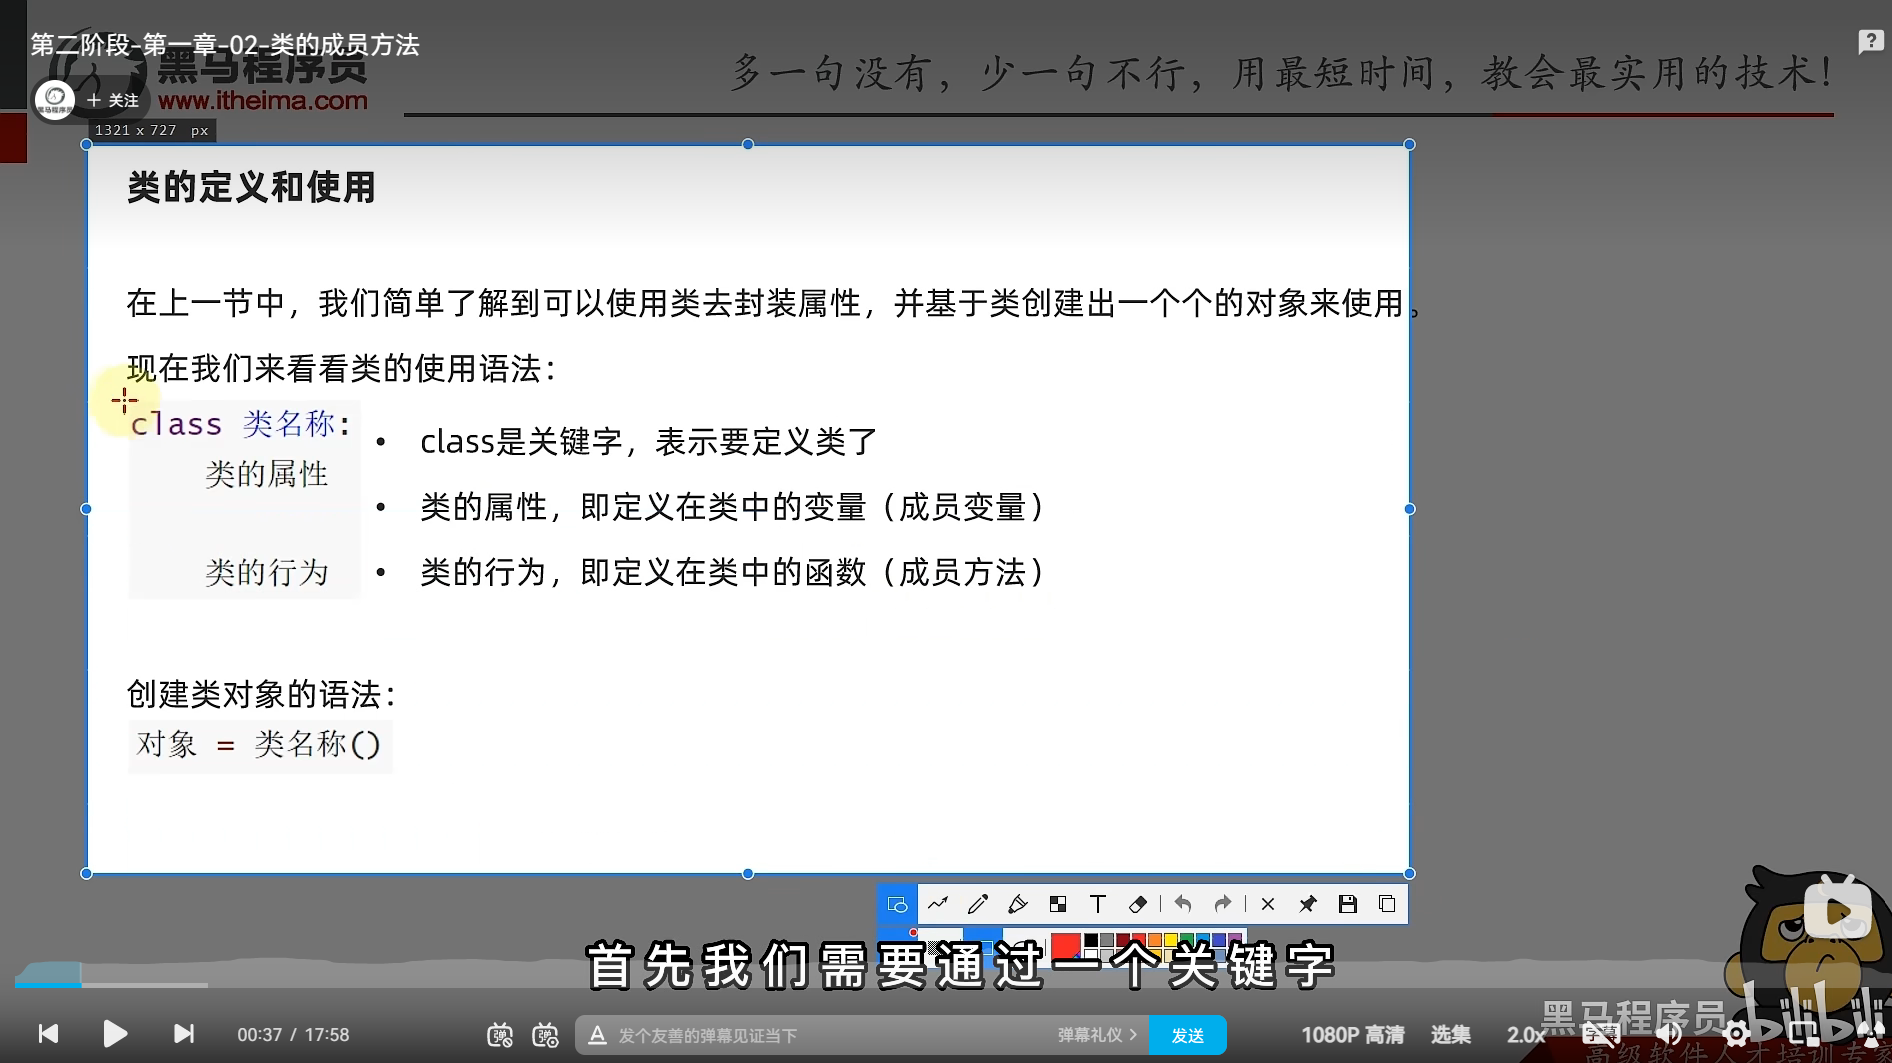 第二阶段-第一章-02-类的成员方法
黑马程序员
www.itheima.com
+ 关注
多一句没有，少一句不行，用最短时间，教会最实用的技术！
1321 x 727 px
类的定义和使用
在上一节中，我们简单了解到可以使用类去封装属性，并基于类创建出一个个的对象来使用。
现在我们来看看类的使用语法：
class 类名称:
类的属性
类的行为
• class是关键字，表示要定义类了
• 类的属性，即定义在类中的变量（成员变量）
• 类的行为，即定义在类中的函数（成员方法）
创建类对象的语法：
对象 = 类名称()
首先我们需要通过一个关键字
00:37 / 17:58
弹
弹
A 发个友善的弹幕见证当下
弹幕礼仪 >
发送
1080P 高清
选集
2.0x
字幕
黑马程序员
bilibili
高级软件人才培训专家